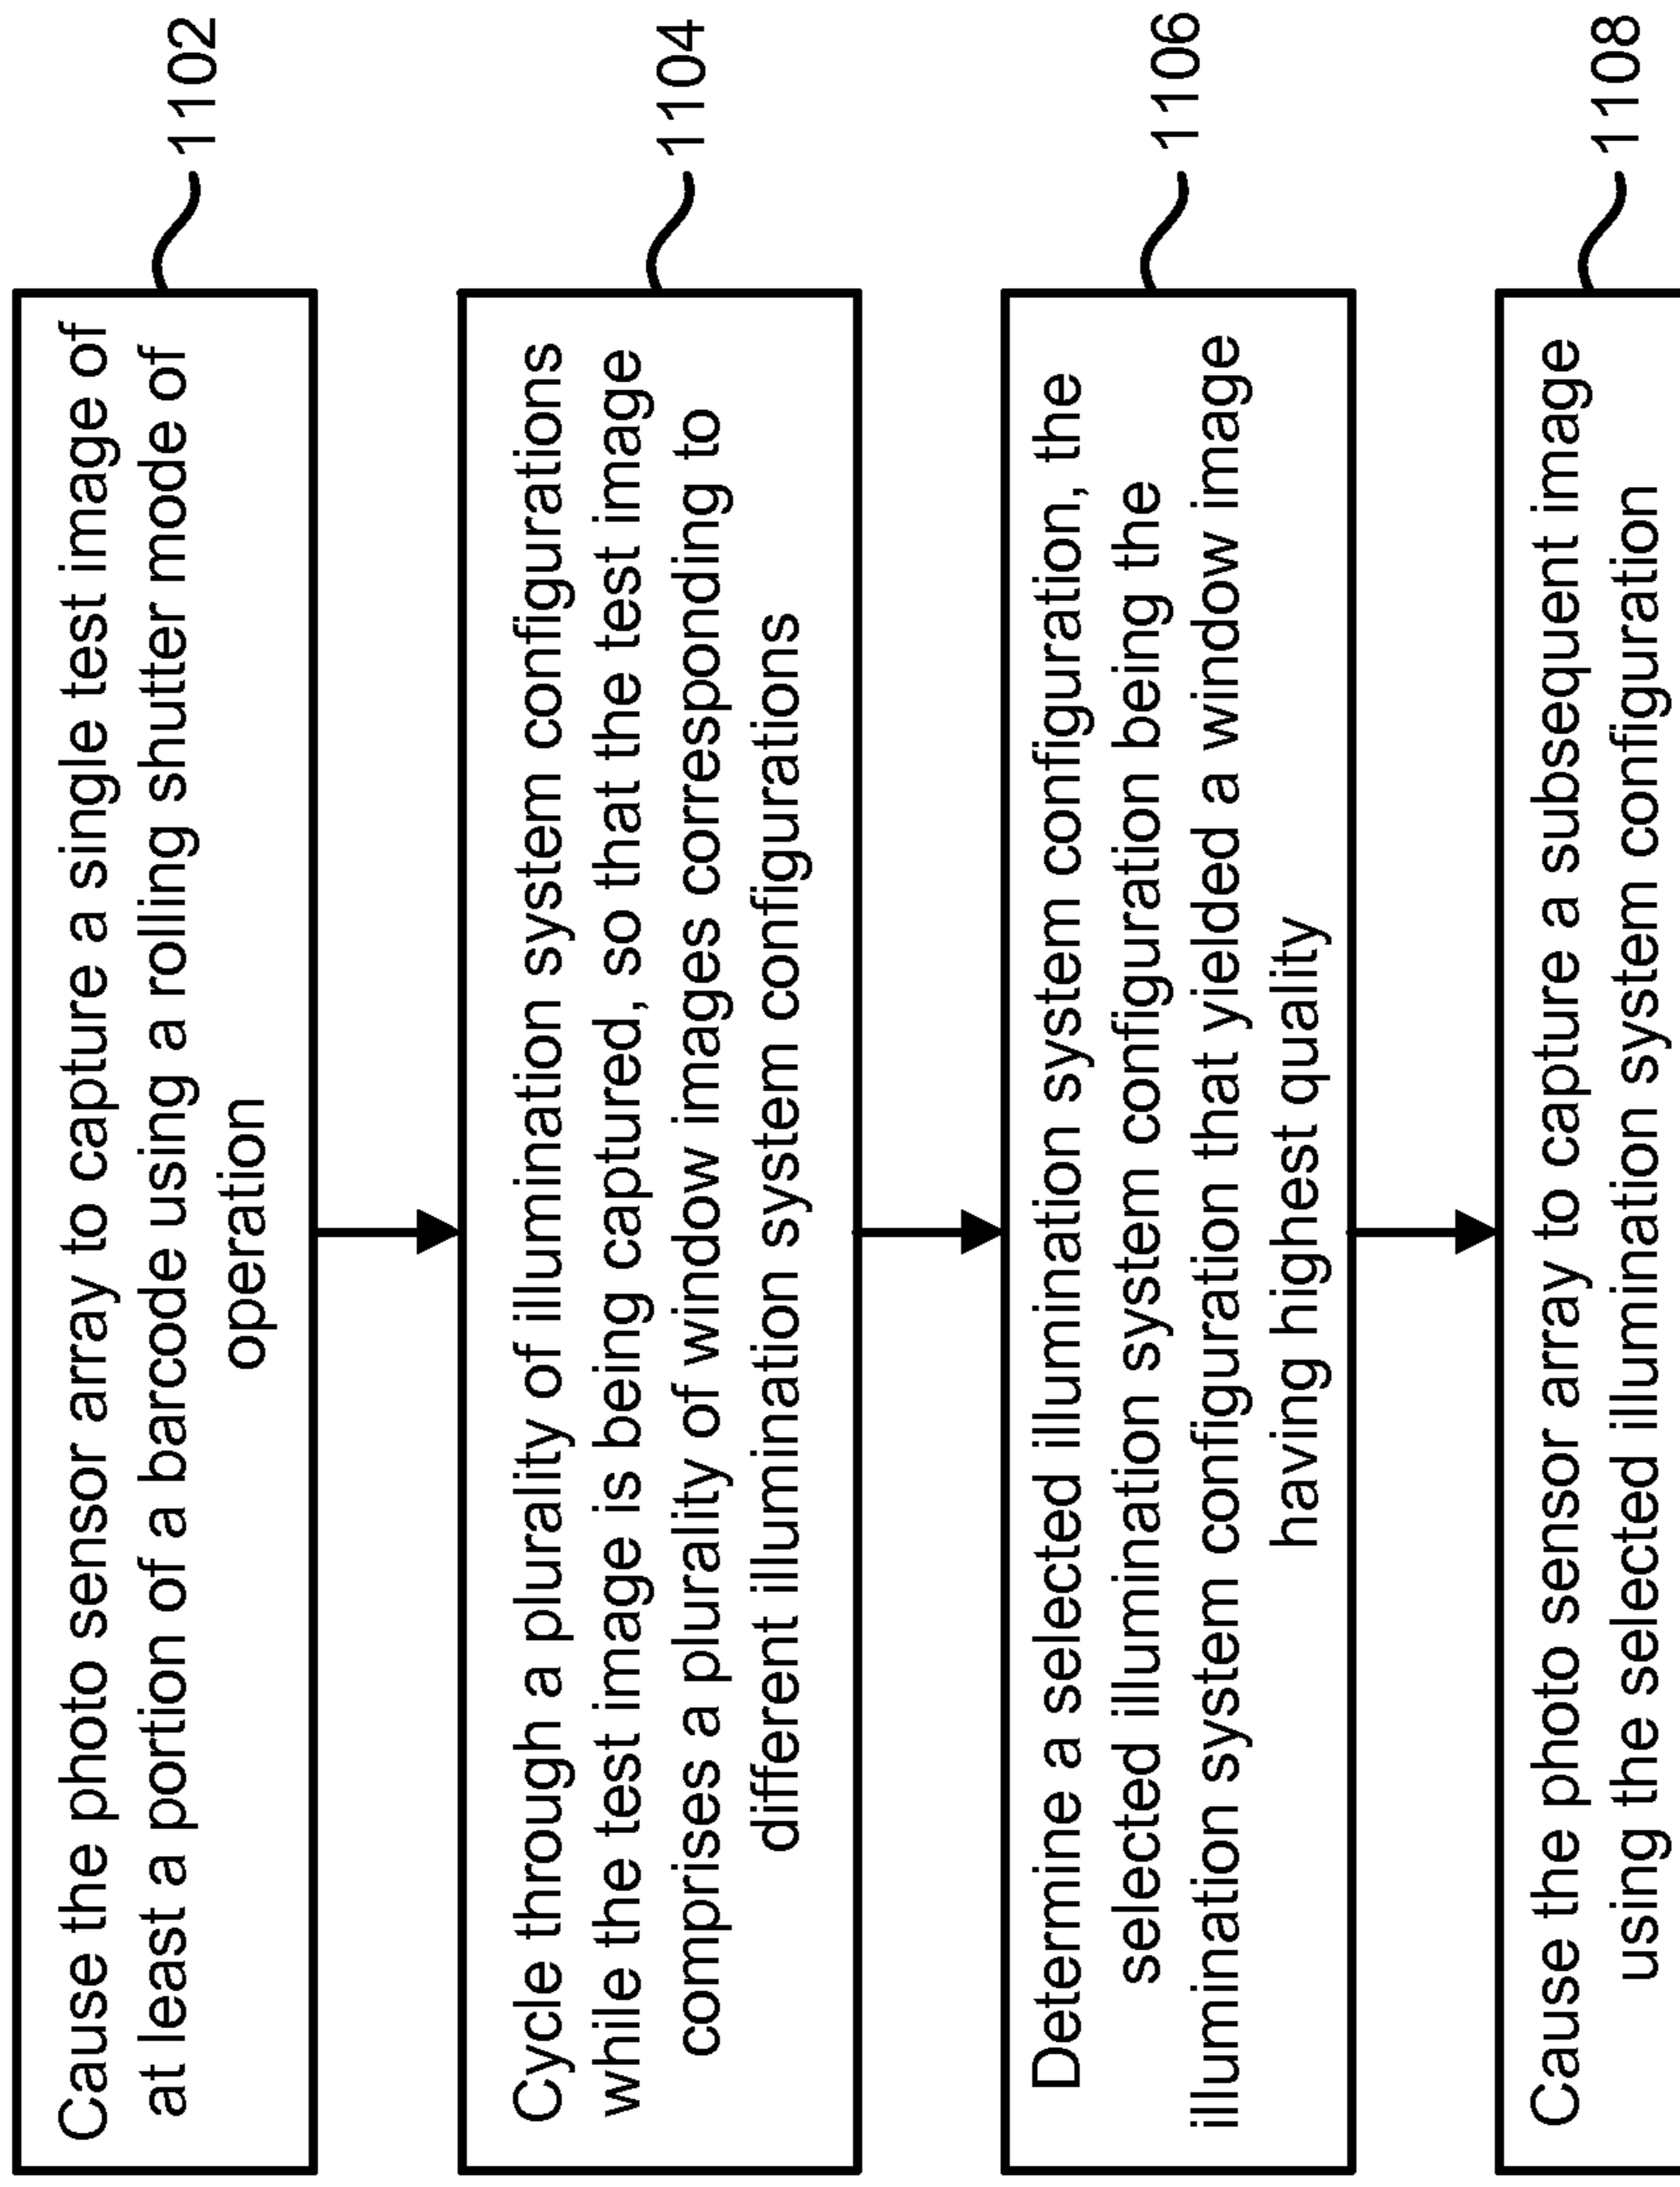 Cause the photo sensor array to capture a single test image of
at least a portion of a barcode using a rolling shutter mode of
operation
1102
Cycle through a plurality of illumination system configurations
while the test image is being captured, so that the test image
comprises a plurality of window images corresponding to
different illumination system configurations
1104
Determine a selected illumination system configuration, the
selected illumination system configuration being the
illumination system configuration that yielded a window image
having highest quality
1106
Cause the photo sensor array to capture a subsequent image
using the selected illumination system configuration
1108